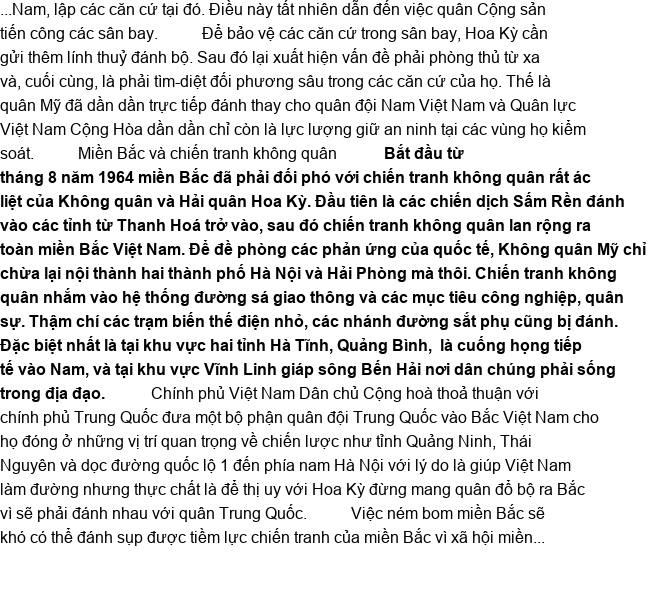 ...Nam, lập các căn cứ tại đó. Điều này tất nhiên dẫn đến việc quân Cộng sản
tiến công các sân bay. Để bảo vệ các căn cứ trong sân bay, Hoa Kỳ cần
gửi thêm lính thuỷ đánh bộ. Sau đó lại xuất hiện vấn đề phải phòng thủ từ xa
và, cuối cùng, là phải tìm-diệt đối phương sâu trong các căn cứ của họ. Thế là
quân Mỹ đã dần dần trực tiếp đánh thay cho quân đội Nam Việt Nam và Quân lực
Việt Nam Cộng Hòa dần dần chỉ còn là lực lượng giữ an ninh tại các vùng họ kiểm
soát. Miền Bắc và chiến tranh không quân Bắt đầu từ
tháng 8 năm 1964 miền Bắc đã phải đối phó với chiến tranh không quân rất ác
liệt của Không quân và Hải quân Hoa Kỳ. Đầu tiên là các chiến dịch Sấm Rền đánh
vào các tỉnh từ Thanh Hoá trở vào, sau đó chiến tranh không quân lan rộng ra
toàn miền Bắc Việt Nam. Để đề phòng các phản ứng của quốc tế, Không quân Mỹ chỉ
chừa lại nội thành hai thành phố Hà Nội và Hải Phòng mà thôi. Chiến tranh không
quân nhắm vào hệ thống đường sá giao thông và các mục tiêu công nghiệp, quân
sự. Thậm chí các trạm biến thế điện nhỏ, các nhánh đường sắt phụ cũng bị đánh.
Đặc biệt nhất là tại khu vực hai tỉnh Hà Tĩnh, Quảng Bình, là cuống họng tiếp
tế vào Nam, và tại khu vực Vĩnh Linh giáp sông Bến Hải nơi dân chúng phải sống
trong địa đạo. Chính phủ Việt Nam Dân chủ Cộng hoà thoả thuận với
chính phủ Trung Quốc đưa một bộ phận quân đội Trung Quốc vào Bắc Việt Nam cho
họ đóng ở những vị trí quan trọng về chiến lược như tỉnh Quảng Ninh, Thái
Nguyên và dọc đường quốc lộ 1 đến phía nam Hà Nội với lý do là giúp Việt Nam
làm đường nhưng thực chất là để thị uy với Hoa Kỳ đừng mang quân đổ bộ ra Bắc
vì sẽ phải đánh nhau với quân Trung Quốc. Việc ném bom miền Bắc sẽ
khó có thể đánh sụp được tiềm lực chiến tranh của miền Bắc vì xã hội miền...